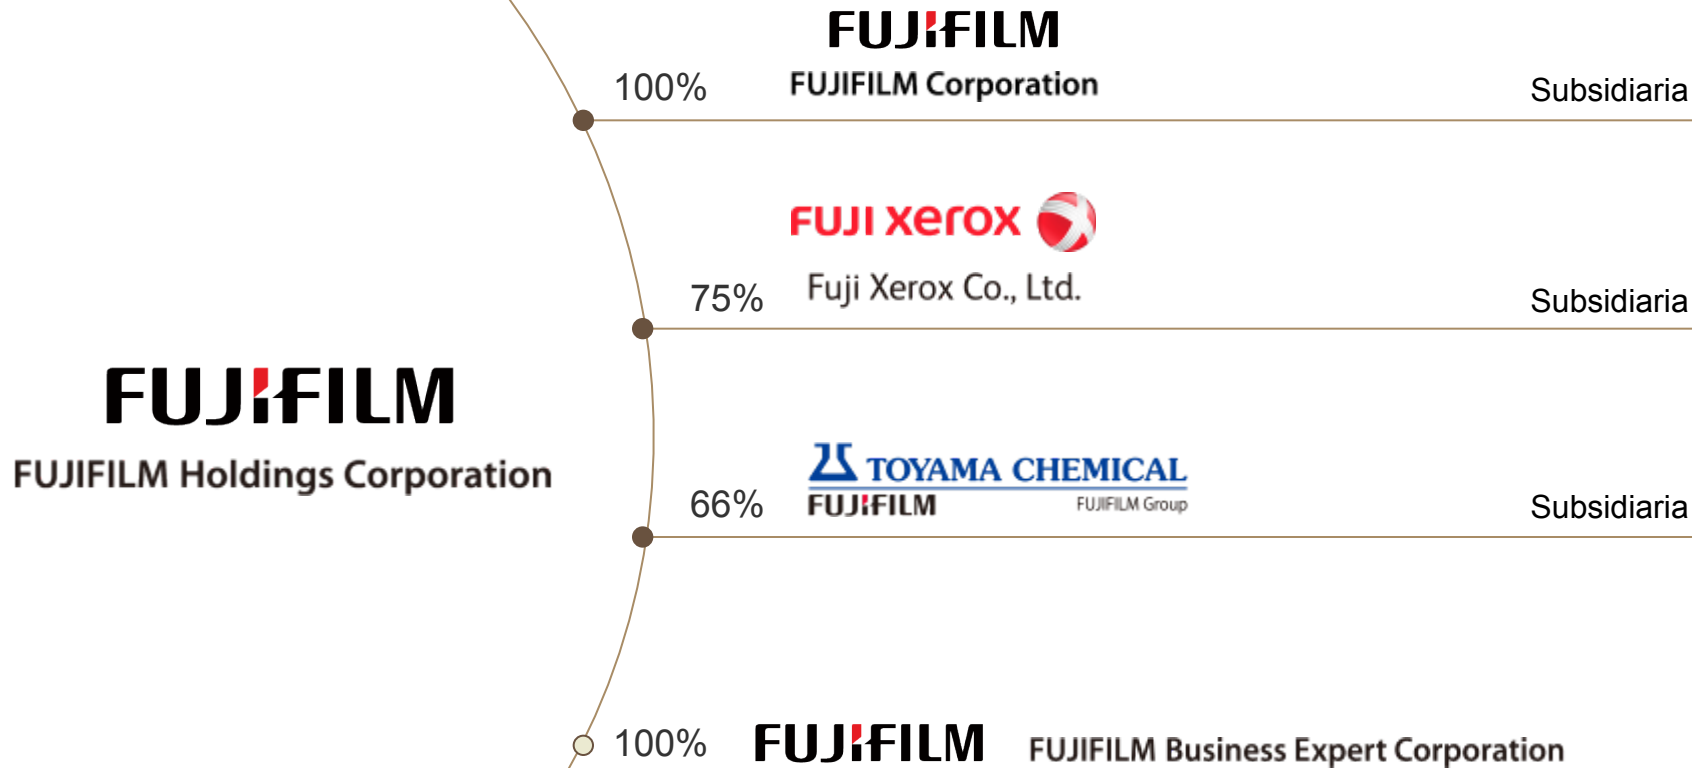 FUJIFILM
FUJIFILM Holdings Corporation
FUJIFILM
100%
FUJIFILM Corporation
Subsidiaria
FUJI xerox
75%
Fuji Xerox Co., Ltd.
Subsidiaria
TOYAMA CHEMICAL
66%
FUJIFILM
FUJIFILM Group
Subsidiaria
100%
FUJIFILM
FUJIFILM Business Expert Corporation